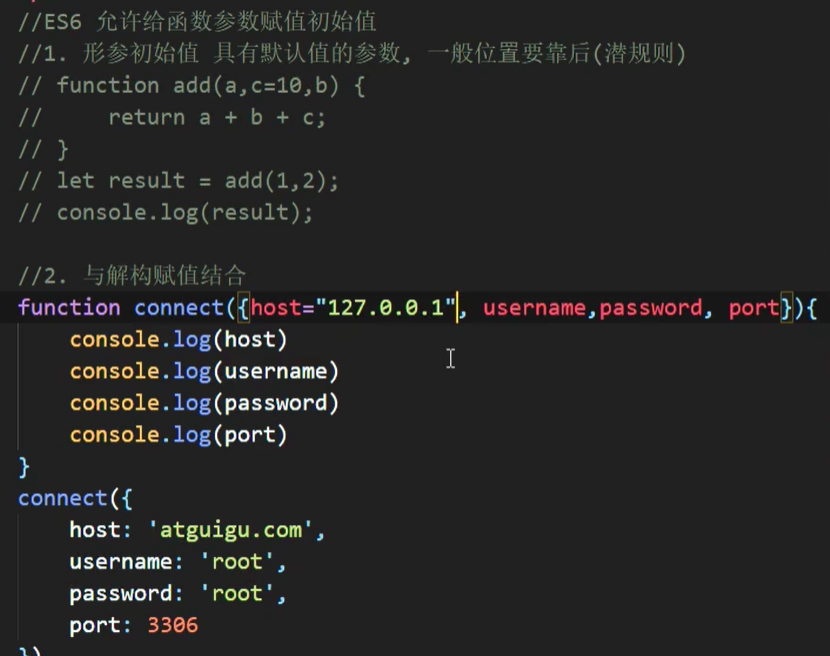 //ES6 允许给函数参数赋值初始值
//1. 形参初始值 具有默认值的参数, 一般位置要靠后(潜规则)
// function add(a,c=10,b) {
//     return a + b + c;
// }
// let result = add(1,2);
// console.log(result);
//2. 与解构赋值结合
function connect({host="127.0.0.1", username,password, port}){
    console.log(host)
    console.log(username)
    console.log(password)
    console.log(port)
}
connect({
    host: 'atguigu.com',
    username: 'root',
    password: 'root',
    port: 3306
})